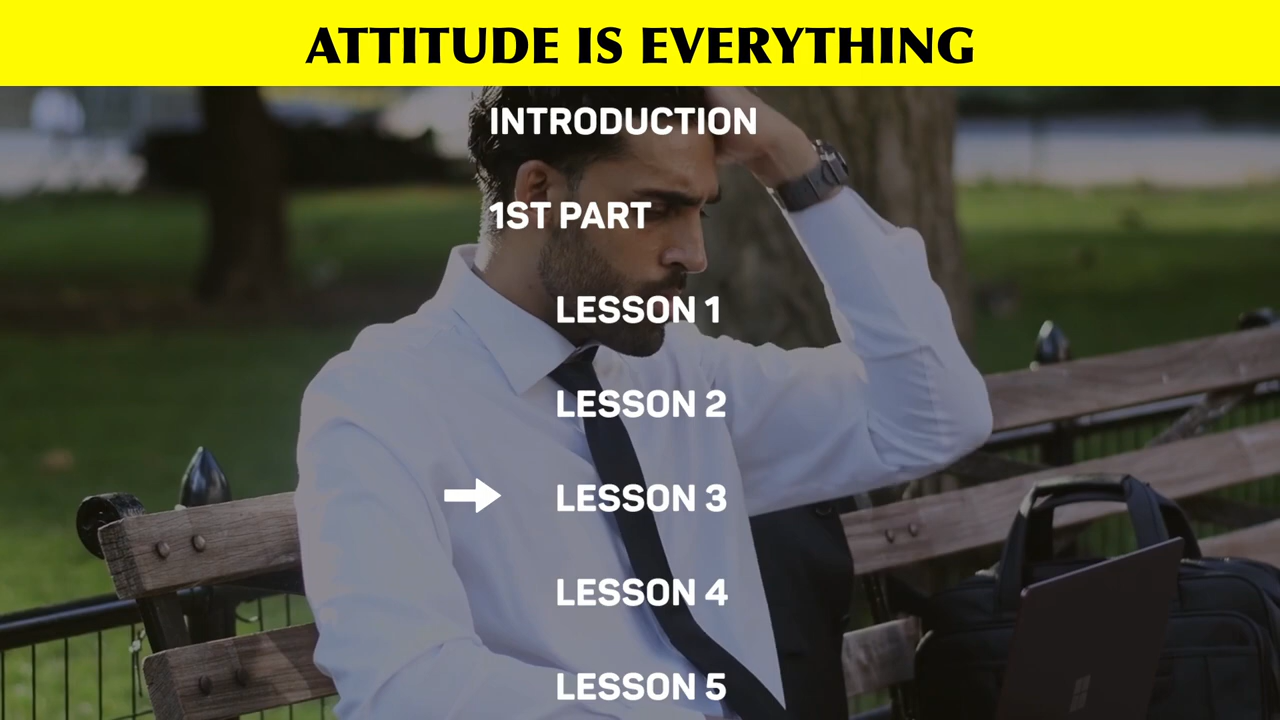 ATTITUDE IS EVERYTHING
INTRODUCTION
1ST PART
LESSON 1
LESSON 2
LESSON 3
LESSON 4
LESSON 5